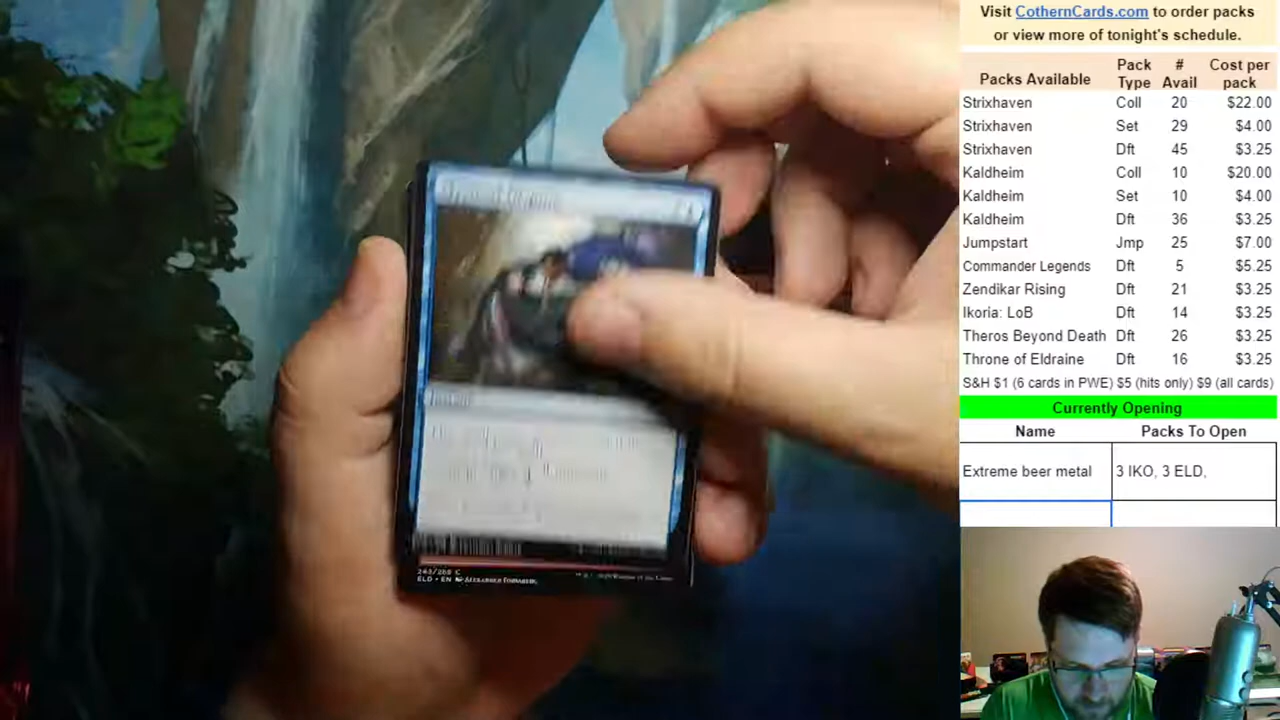 Visit CothernCards.com to order packs
or view more of tonight's schedule.
Packs Available Pack Type # Avail Cost per pack
Strixhaven Coll 20 $22.00
Strixhaven Set 29 $4.00
Strixhaven Dft 45 $3.25
Kaldheim Coll 10 $20.00
Kaldheim Set 10 $4.00
Kaldheim Dft 36 $3.25
Jumpstart Jmp 25 $7.00
Commander Legends Dft 5 $5.25
Zendikar Rising Dft 21 $3.25
Ikoria: LoB Dft 14 $3.25
Theros Beyond Death Dft 26 $3.25
Throne of Eldraine Dft 16 $3.25
S&H $1 (6 cards in PWE) $5 (hits only) $9 (all cards)
Currently Opening
Name Packs To Open
Extreme beer metal 3 IKO, 3 ELD,
ELD • EN